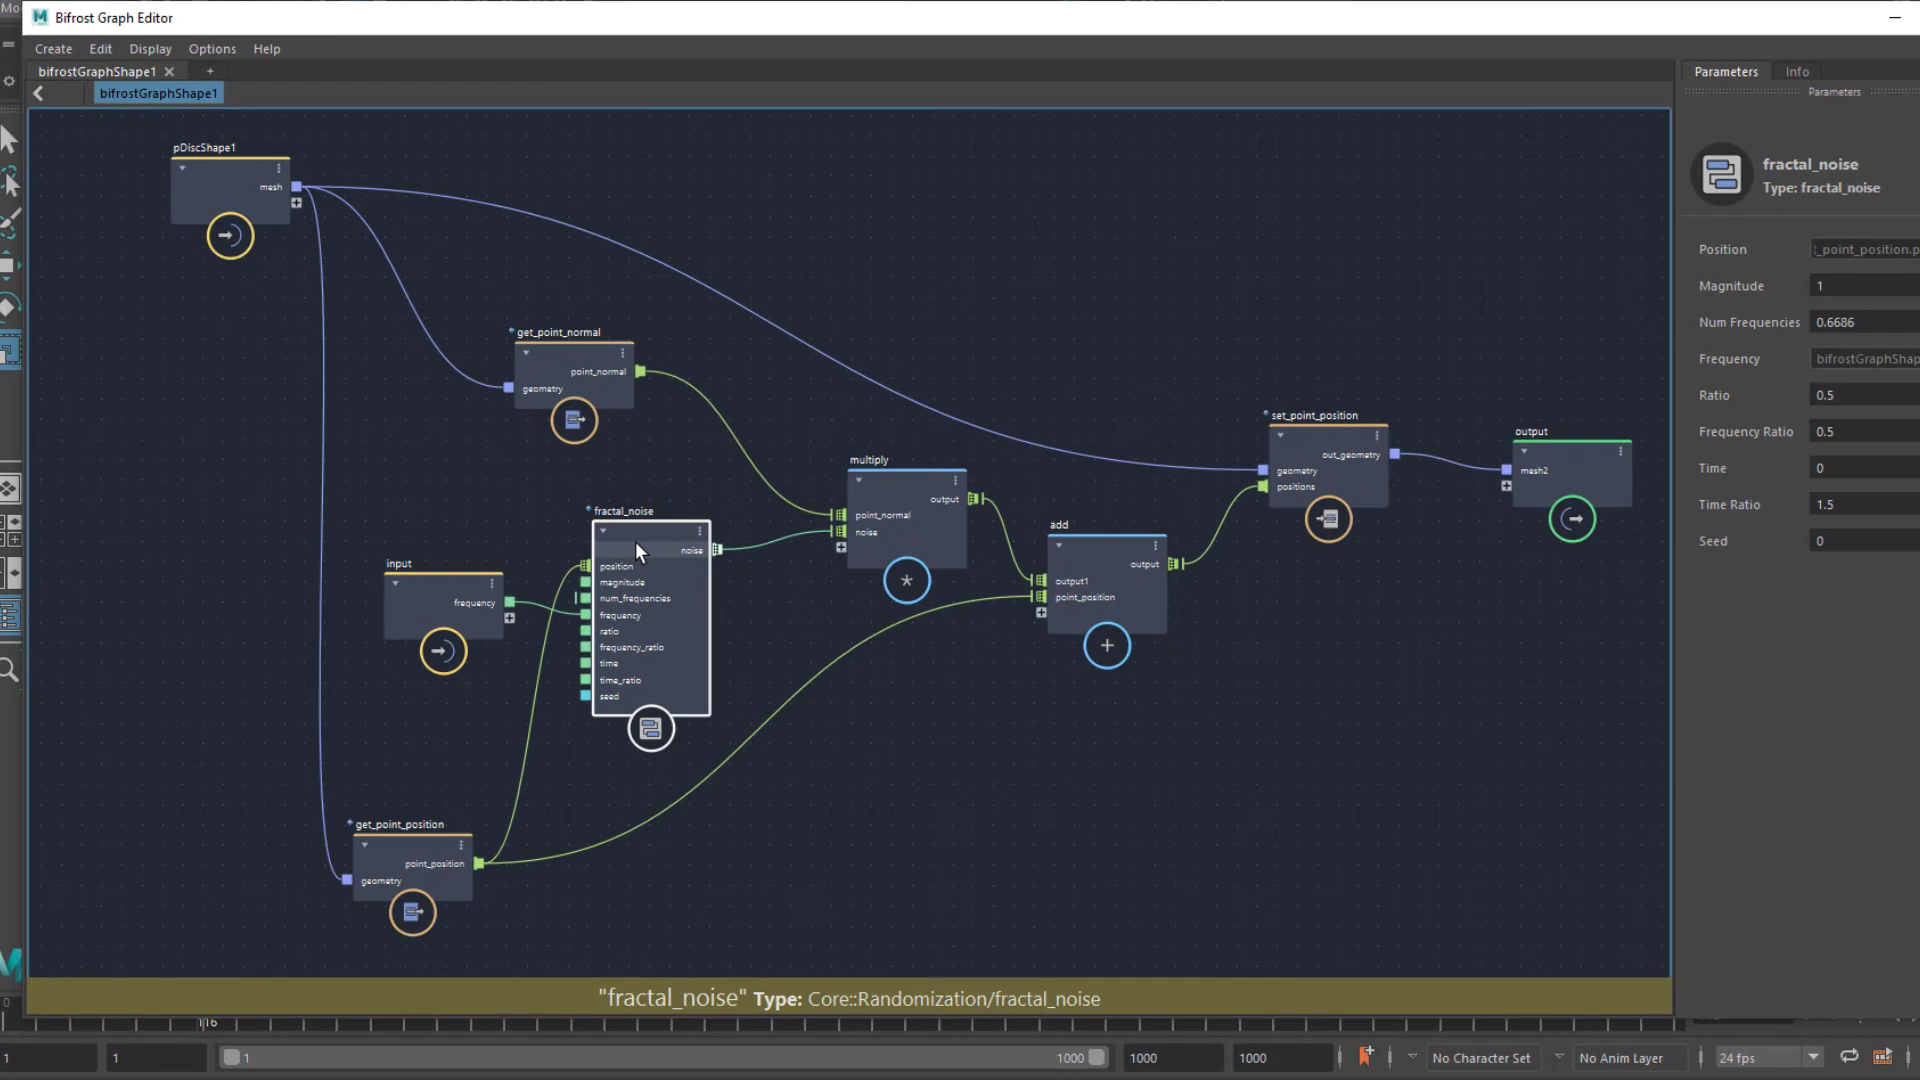 Bifrost Graph Editor
Create Edit Display Options Help
bifrostGraphShape1
bifrostGraphShape1
pDiscShape1
mesh
get_point_normal
point_normal
geometry
fractal_noise
noise
position
magnitude
num_frequencies
frequency
ratio
frequency_ratio
time
time_ratio
seed
input
frequency
get_point_position
point_position
geometry
multiply
output
point_normal
noise
add
output
output1
point_position
set_point_position
out_geometry
geometry
positions
output
mesh2
"fractal_noise" Type: Core::Randomization/fractal_noise
Parameters Info
Parameters
fractal_noise
Type: fractal_noise
Position :_point_position.p
Magnitude 1
Num Frequencies 0.6686
Frequency bifrostGraphShap
Ratio 0.5
Frequency Ratio 0.5
Time 0
Time Ratio 1.5
Seed 0
116
1 1 1 1000 1000 1000 No Character Set No Anim Layer 24 fps